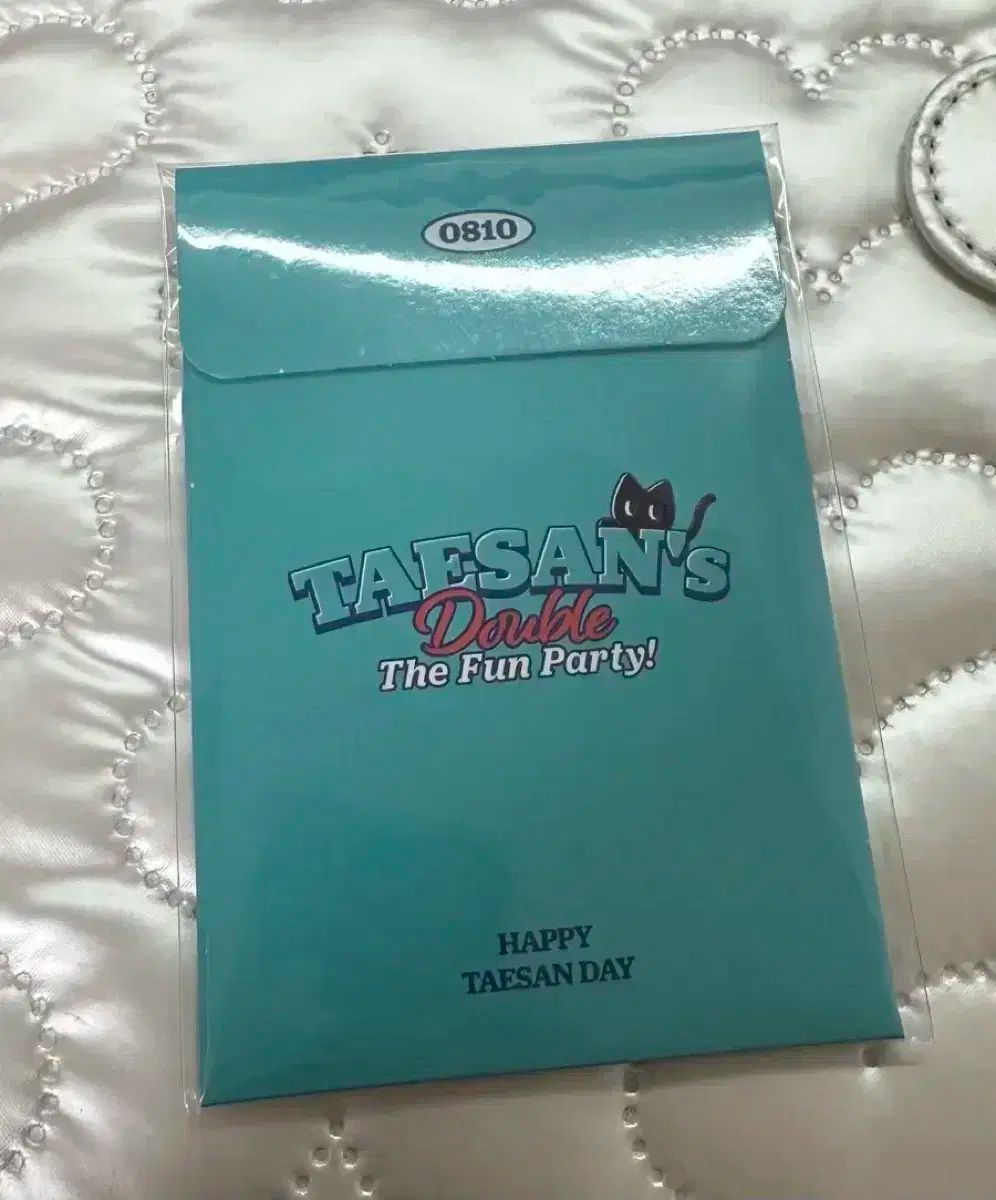 0810
TAESAN's
Double
The Fun Party!
HAPPY
TAESAN DAY